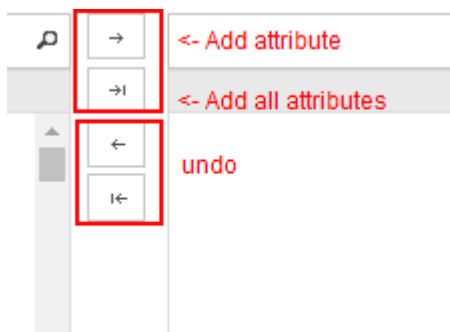 <- Add attribute
<- Add all attributes
undo